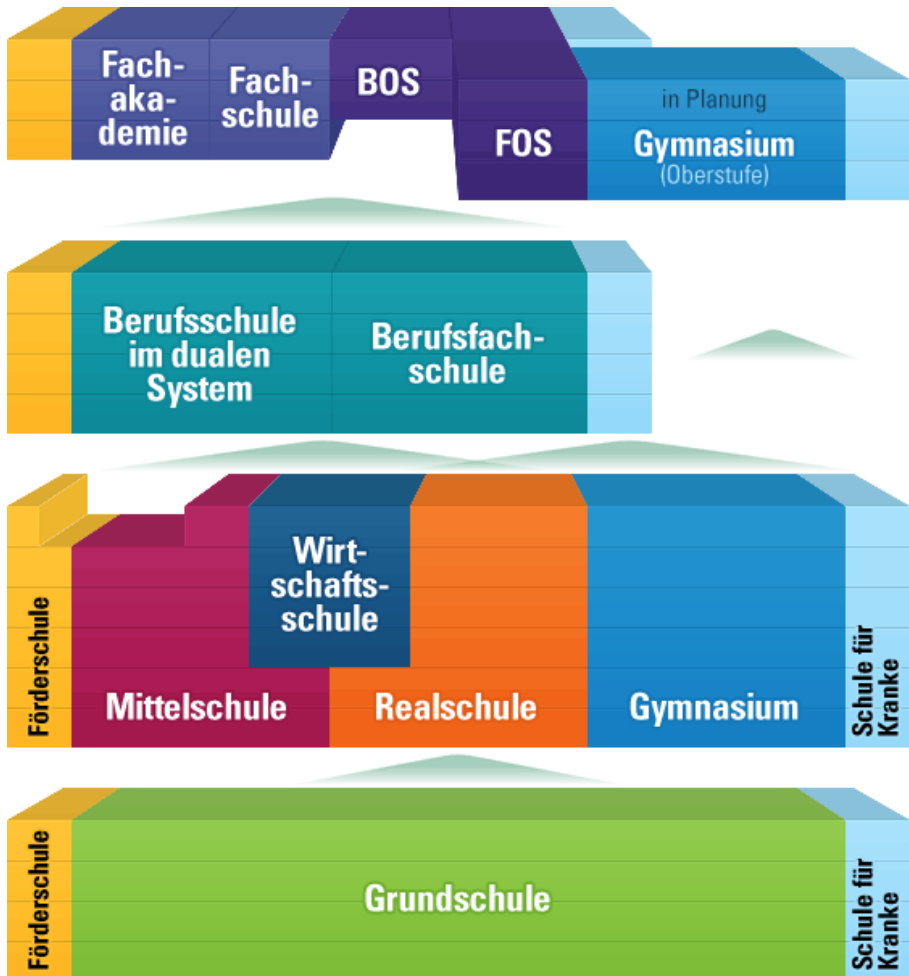 Fach-
aka-
demie
Fach-
schule
BOS
FOS
in Planung
Gymnasium
(Oberstufe)
Berufsschule
im dualen
System
Berufsfach-
schule
Förderschule
Mittelschule
Wirt-
schafts-
schule
Realschule
Gymnasium
Schule für
Kranke
Förderschule
Grundschule
Schule für
Kranke